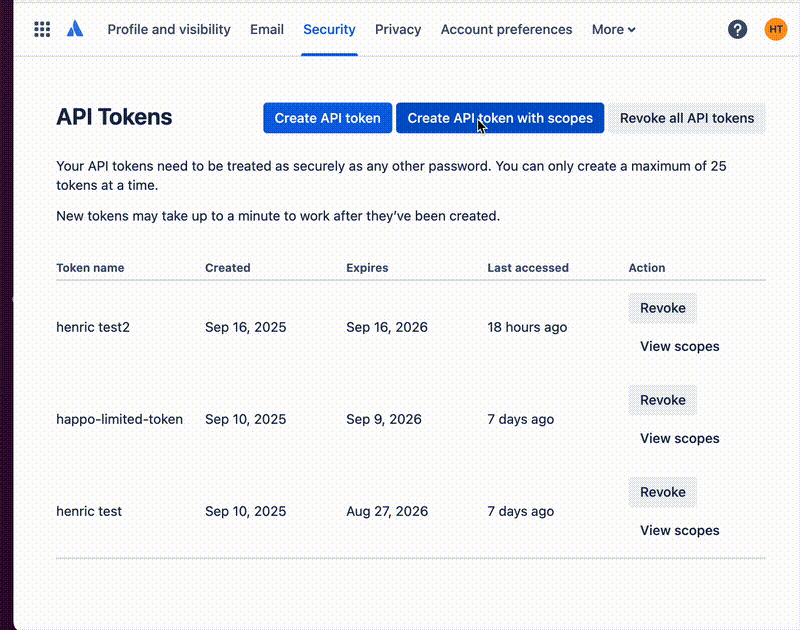 Profile and visibility Email Security Privacy Account preferences More ? HT
API Tokens Create API token Create API token with scopes Revoke all API tokens
Your API tokens need to be treated as securely as any other password. You can only create a maximum of 25
tokens at a time.
New tokens may take up to a minute to work after they’ve been created.
Token name Created Expires Last accessed Action
Revoke
henric test2 Sep 16, 2025 Sep 16, 2026 18 hours ago
View scopes
Revoke
happo-limited-token Sep 10, 2025 Sep 9, 2026 7 days ago
View scopes
Revoke
henric test Sep 10, 2025 Aug 27, 2026 7 days ago
View scopes